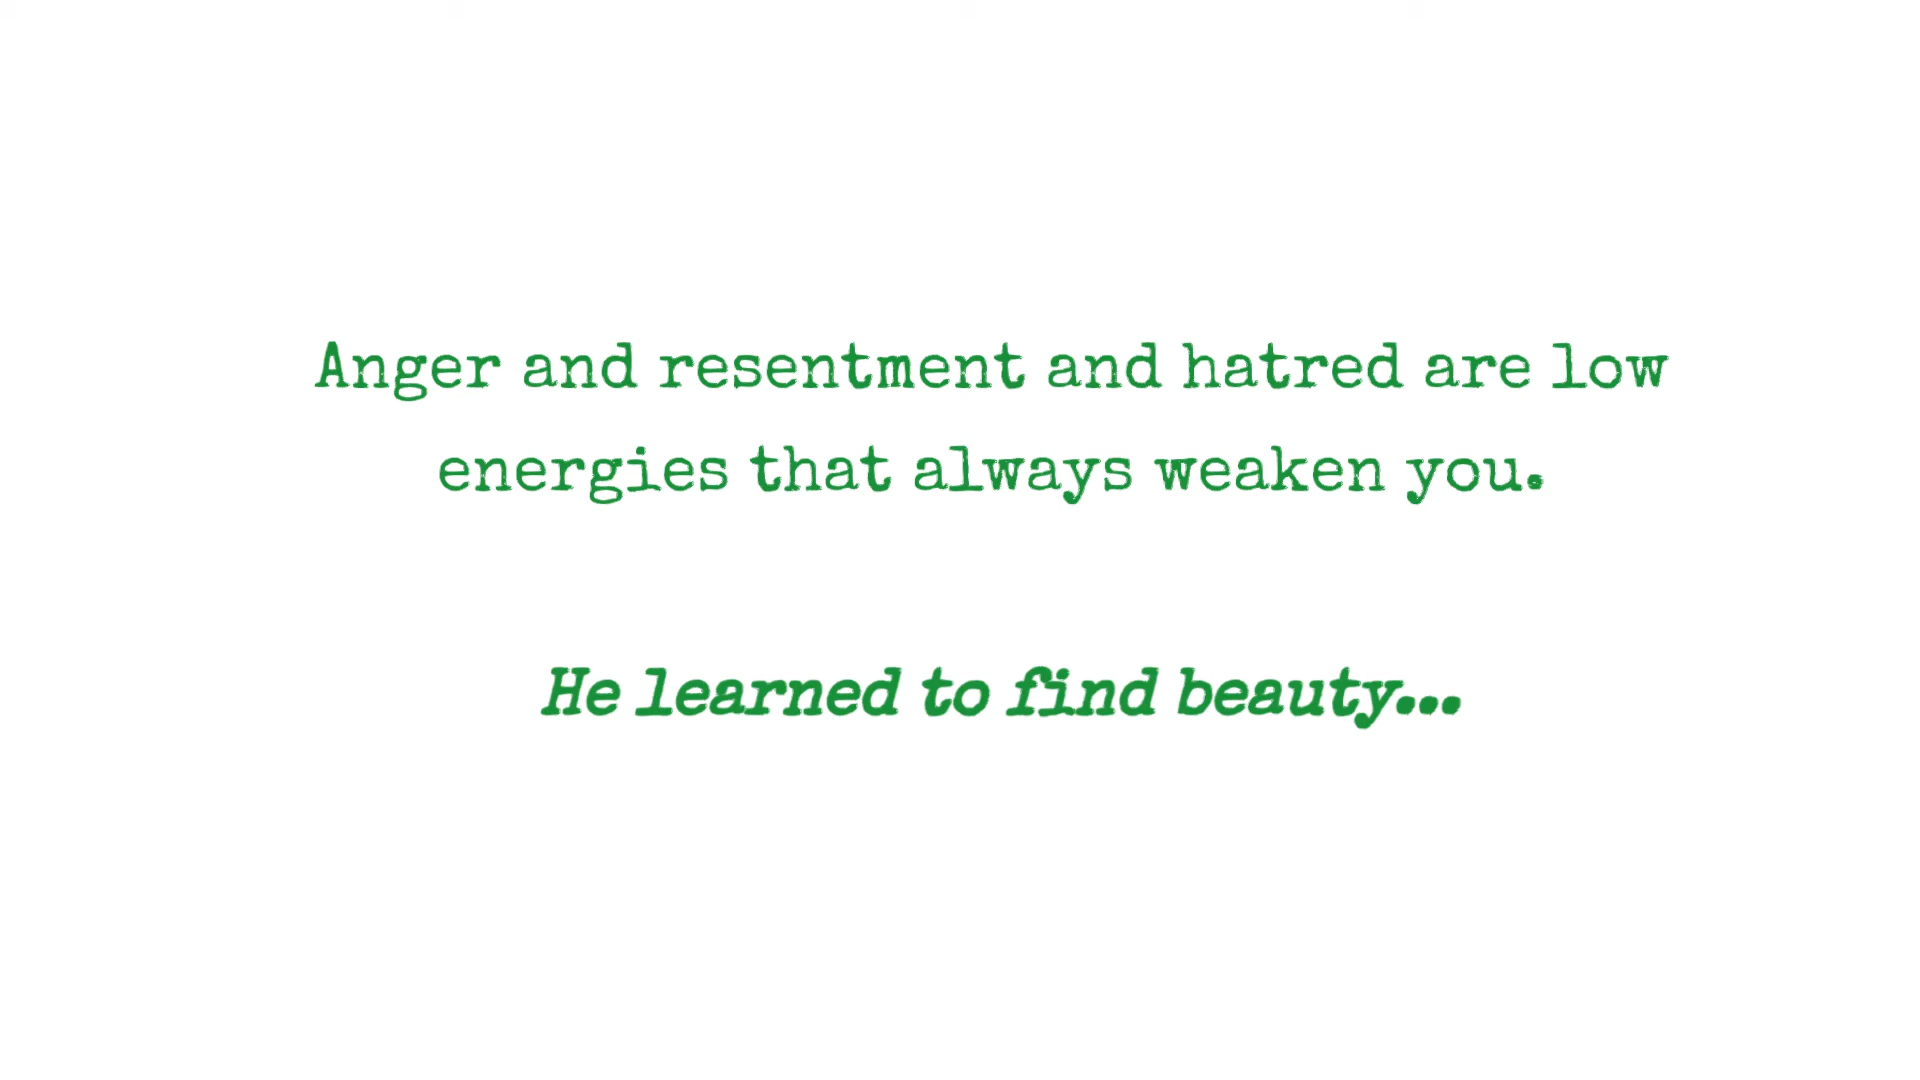 Anger and resentment and hatred are low
energies that always weaken you.
He learned to find beauty...